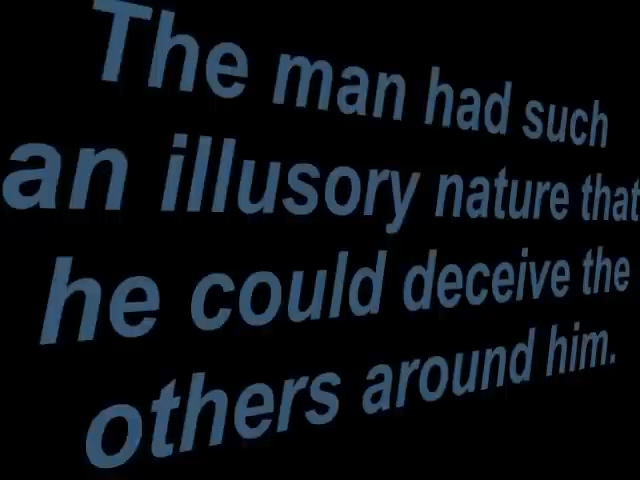 The man had such
an illusory nature that
he could deceive the
others around him.